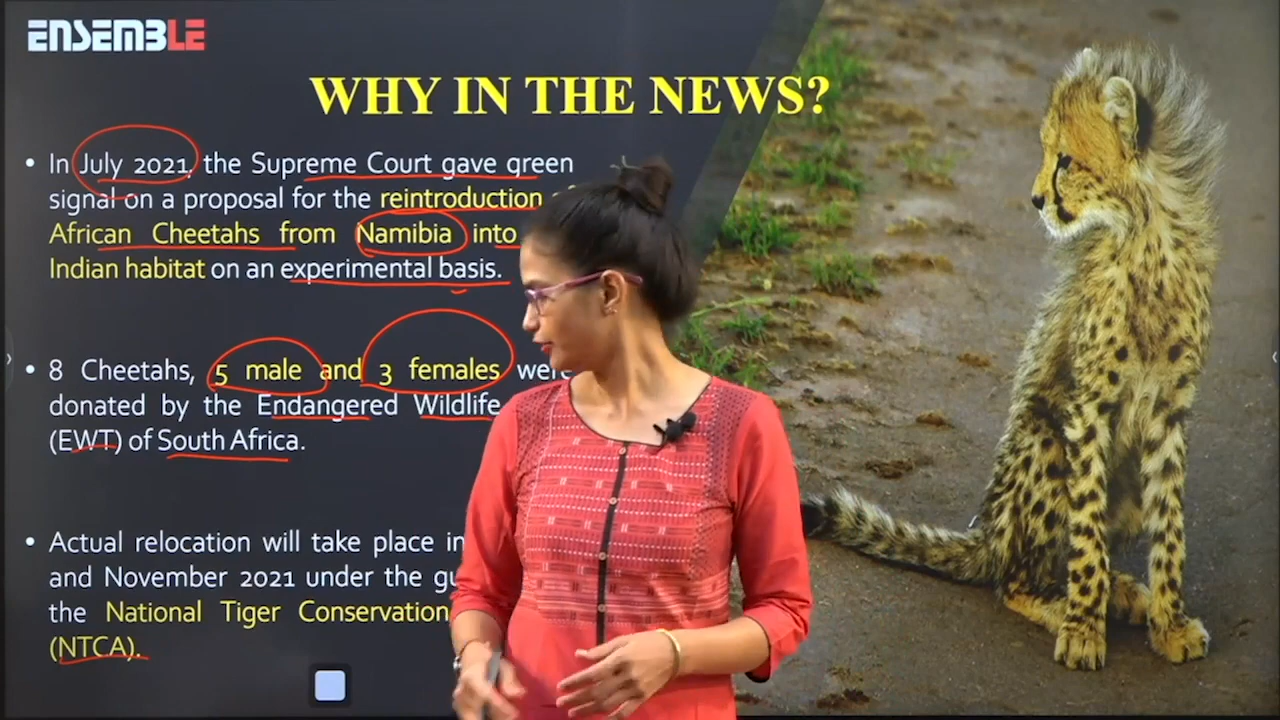 ENSEMBLE
WHY IN THE NEWS?
• In July 2021, the Supreme Court gave green
signal on a proposal for the reintroduction
African Cheetahs from Namibia into
Indian habitat on an experimental basis.
• 8 Cheetahs, 5 male and 3 females were
donated by the Endangered Wildlife
(EWT) of South Africa.
• Actual relocation will take place in
and November 2021 under the
the National Tiger Conservation
(NTCA).